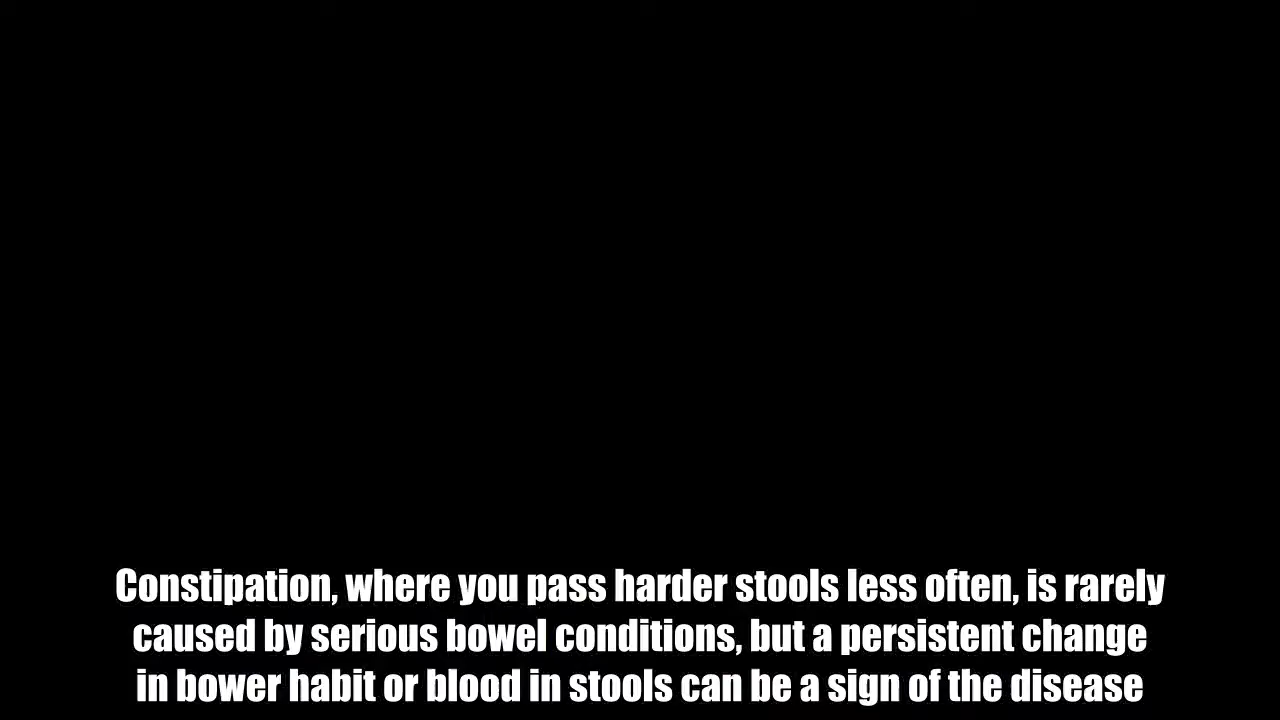 Constipation, where you pass harder stools less often, is rarely
caused by serious bowel conditions, but a persistent change
in bower habit or blood in stools can be a sign of the disease